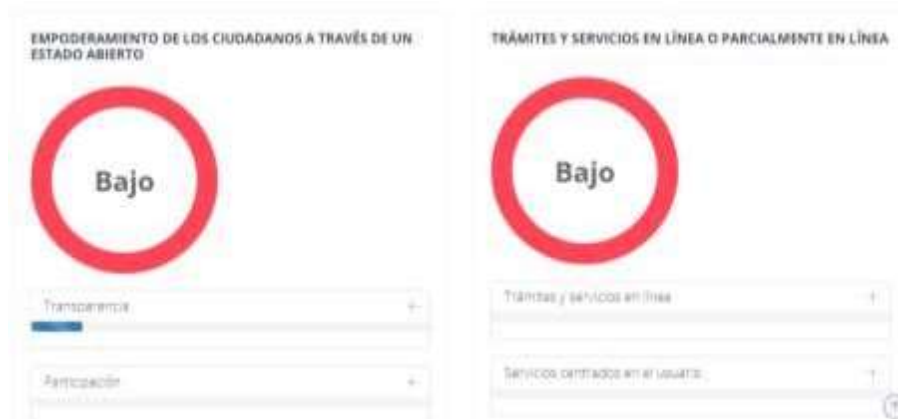 EMPODERAMIENTO DE LOS CIUDADANOS A TRAVÉS DE UN
ESTADO ABIERTO
Bajo
Transparencia
Participación
TRÁMITES Y SERVICIOS EN LÍNEA O PARCIALMENTE EN LÍNEA
Bajo
Trámites y servicios en línea
Servicios centrados en el usuario